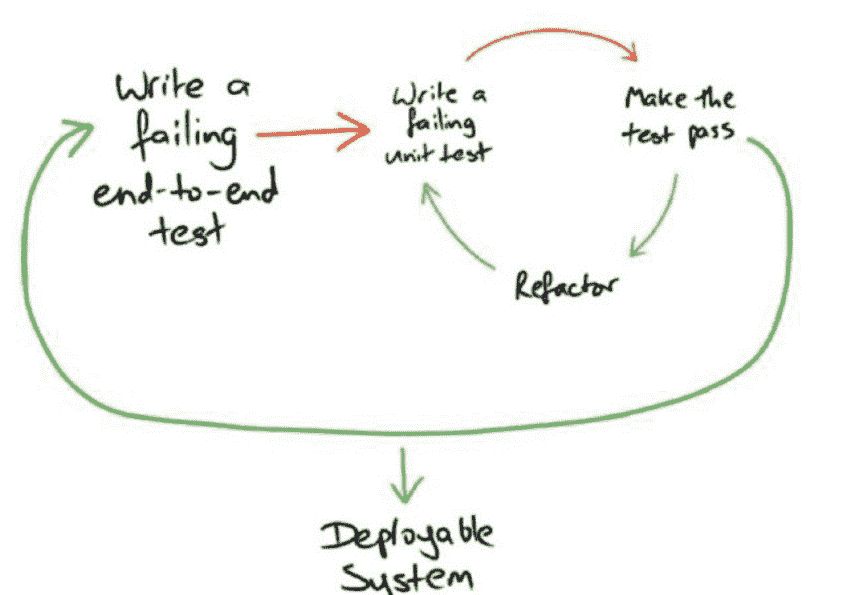 Write a
failing
end-to-end
test
Write a
failing
unit test
Make the
test pass
Refactor
Deployable
System